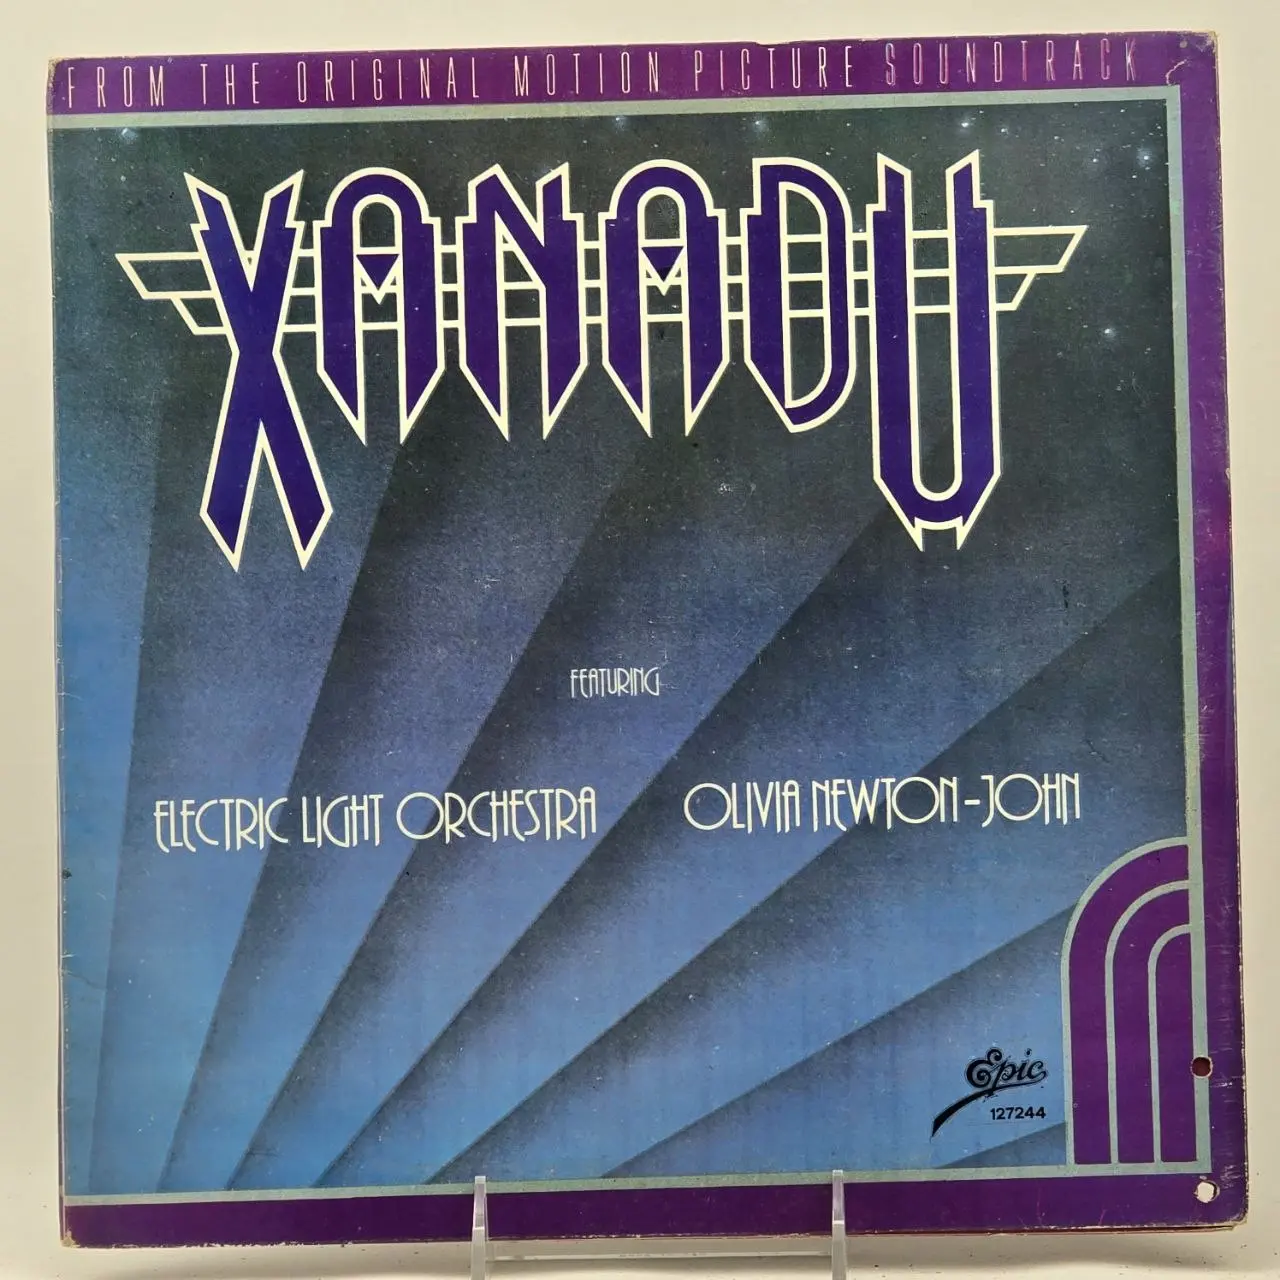 FROM THE ORIGINAL MOTION PICTURE SOUNDTRACK
XANADU
FEATURING
ELECTRIC LIGHT ORCHESTRA
OLIVIA NEWTON-JOHN
Epic
127244